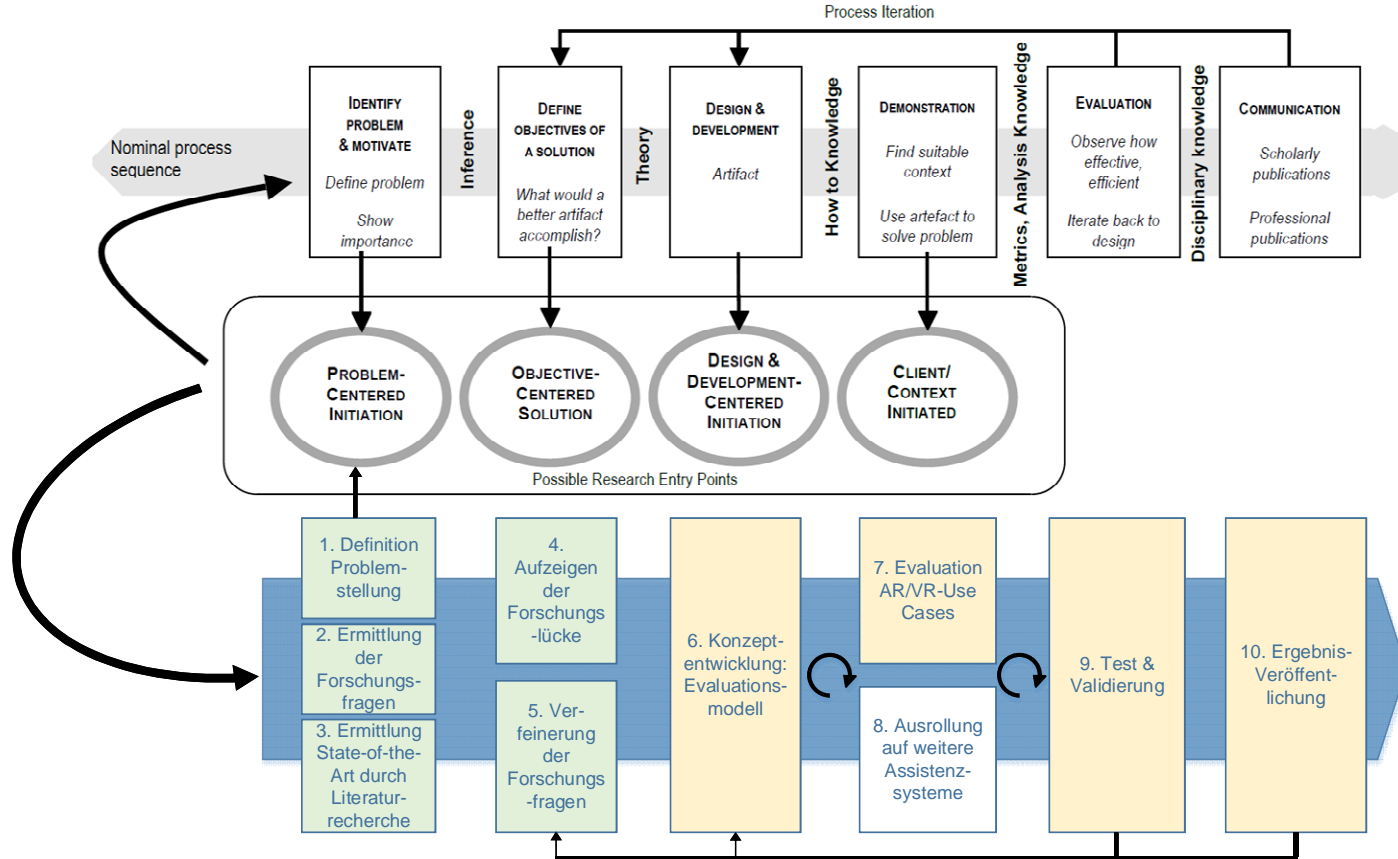 Process Iteration
Nominal process
sequence
IDENTIFY
PROBLEM
& MOTIVATE
Define problem
Show
importance
Inference
DEFINE
OBJECTIVES OF
A SOLUTION
What would a
better artifact
accomplish?
Theory
DESIGN &
DEVELOPMENT
Artifact
How to Knowledge
DEMONSTRATION
Find suitable
context
Use artefact to
solve problem
Metrics, Analysis Knowledge
EVALUATION
Observe how
effective,
efficient
Iterate back to
design
Disciplinary knowledge
COMMUNICATION
Scholarly
publications
Professional
publications
PROBLEM-
CENTERED
INITIATION
OBJECTIVE-
CENTERED
SOLUTION
DESIGN &
DEVELOPMENT-
CENTERED
INITIATION
CLIENT/
CONTEXT
INITIATED
Possible Research Entry Points
1. Definition
Problem-
stellung
2. Ermittlung
der
Forschungs-
fragen
3. Ermittlung
State-of-the-
Art durch
Literatur-
recherche
4.
Aufzeigen
der
Forschungs
-lücke
5. Ver-
feinerung
der
Forschungs
-fragen
6. Konzept-
entwicklung:
Evaluations-
modell
7. Evaluation
AR/VR-Use
Cases
8. Ausrollung
auf weitere
Assistenz-
systeme
9. Test &
Validierung
10. Ergebnis-
Veröffent-
lichung